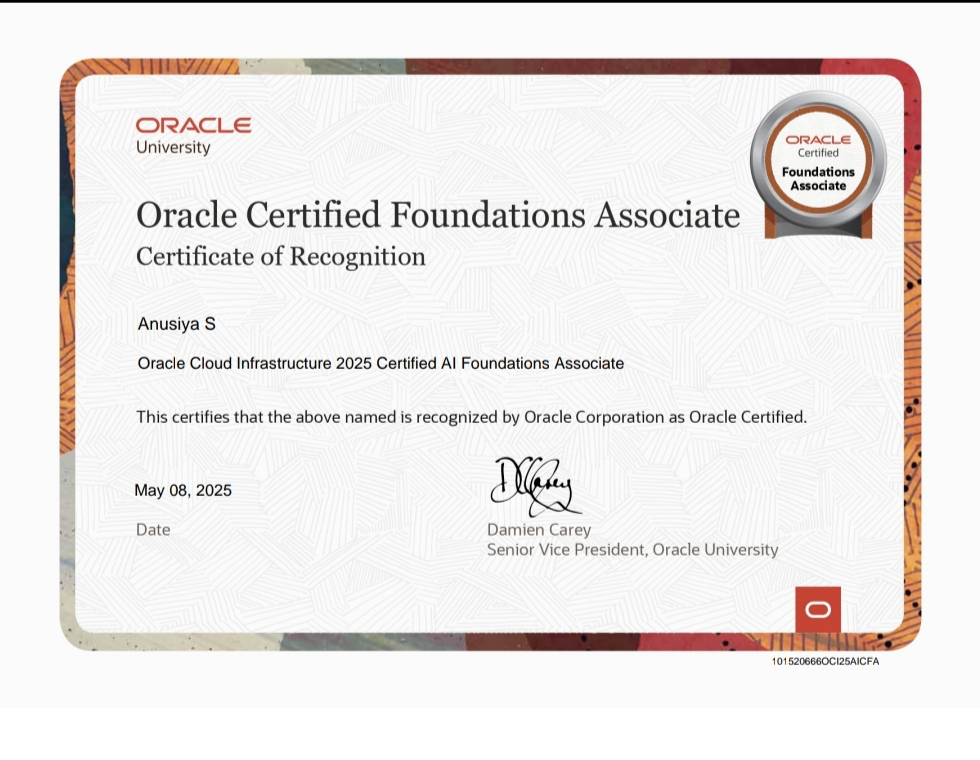 ORACLE
University
ORACLE
Certified
Foundations
Associate
Oracle Certified Foundations Associate
Certificate of Recognition
Anusiya S
Oracle Cloud Infrastructure 2025 Certified AI Foundations Associate
This certifies that the above named is recognized by Oracle Corporation as Oracle Certified.
May 08, 2025
Date
DCCarey
Damien Carey
Senior Vice President, Oracle University
101520666OCI25AICFA